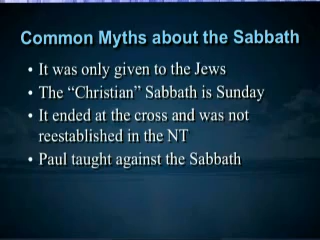 Common Myths about the Sabbath
• It was only given to the Jews
• The “Christian” Sabbath is Sunday
• It ended at the cross and was not
reestablished in the NT
• Paul taught against the Sabbath